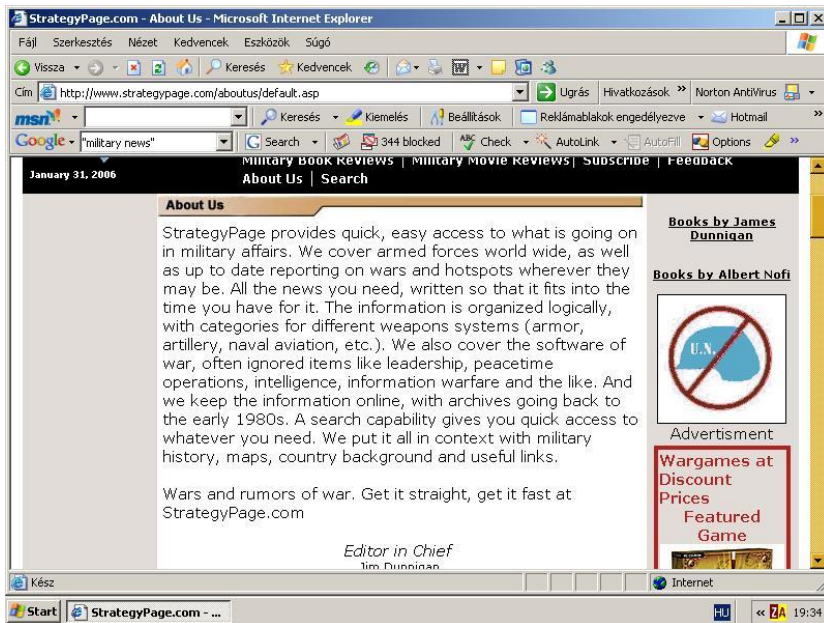 StrategyPage.com - About Us - Microsoft Internet Explorer
Fájl Szerkesztés Nézet Kedvencek Eszközök Súgó
Vissza Keresés Kedvencek
Cím http://www.strategypage.com/aboutus/default.asp Ugrás Hivatkozások » Norton AntiVirus
msn Keresés Kiemelés Beállítások Reklámablakok engedélyezve Hotmail »
Google "military news" Search 344 blocked ABC Check AutoLink AutoFill Options »
January 31, 2006
Military Book Reviews | Military Movie Reviews| Subscribe | Feedback
About Us | Search
About Us
StrategyPage provides quick, easy access to what is going on
in military affairs. We cover armed forces world wide, as well
as up to date reporting on wars and hotspots wherever they
may be. All the news you need, written so that it fits into the
time you have for it. The information is organized logically,
with categories for different weapons systems (armor,
artillery, naval aviation, etc.). We also cover the software of
war, often ignored items like leadership, peacetime
operations, intelligence, information warfare and the like. And
we keep the information online, with archives going back to
the early 1980s. A search capability gives you quick access to
whatever you need. We put it all in context with military
history, maps, country background and useful links.
Wars and rumors of war. Get it straight, get it fast at
StrategyPage.com
Editor in Chief
Jim Dunnigan
Books by James
Dunnigan
Books by Albert Nofi
U.N.
Advertisment
Wargames at
Discount
Prices
Featured
Game
Kész Internet
Start StrategyPage.com - ... HU « ZA 19:34